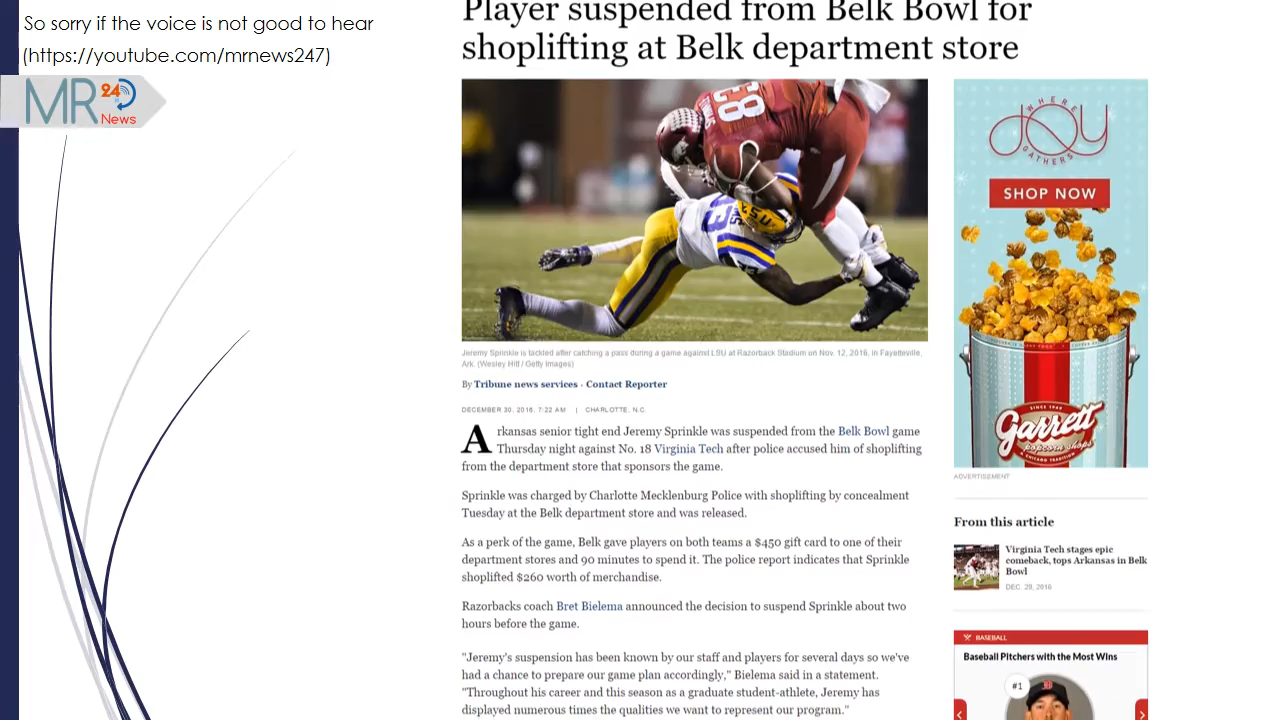 So sorry if the voice is not good to hear
(https://youtube.com/mrnews247)
MR 24 News
Player suspended from Belk Bowl for
shoplifting at Belk department store
Jeremy Sprinkle is tackled after catching a pass during a game against LSU at Razorback Stadium on Nov. 12, 2016, in Fayetteville,
Ark. (Wesley Hitt / Getty Images)
By Tribune news services · Contact Reporter
DECEMBER 30, 2016, 7:22 AM | CHARLOTTE, N.C.
Arkansas senior tight end Jeremy Sprinkle was suspended from the Belk Bowl game
Thursday night against No. 18 Virginia Tech after police accused him of shoplifting
from the department store that sponsors the game.
Sprinkle was charged by Charlotte Mecklenburg Police with shoplifting by concealment
Tuesday at the Belk department store and was released.
As a perk of the game, Belk gave players on both teams a $450 gift card to one of their
department stores and 90 minutes to spend it. The police report indicates that Sprinkle
shoplifted $260 worth of merchandise.
Razorbacks coach Bret Bielema announced the decision to suspend Sprinkle about two
hours before the game.
"Jeremy's suspension has been known by our staff and players for several days so we've
had a chance to prepare our game plan accordingly," Bielema said in a statement.
"Throughout his career and this season as a graduate student-athlete, Jeremy has
displayed numerous times the qualities we want to represent our program."
WHERE
JOY
GATHERS
SHOP NOW
SINCE 1949
Garrett
popcorn shops
A CHICAGO TRADITION
ADVERTISEMENT
From this article
Virginia Tech stages epic
comeback, tops Arkansas in Belk
Bowl
DEC. 29, 2016
BASEBALL
Baseball Pitchers with the Most Wins
#1
83
LSU